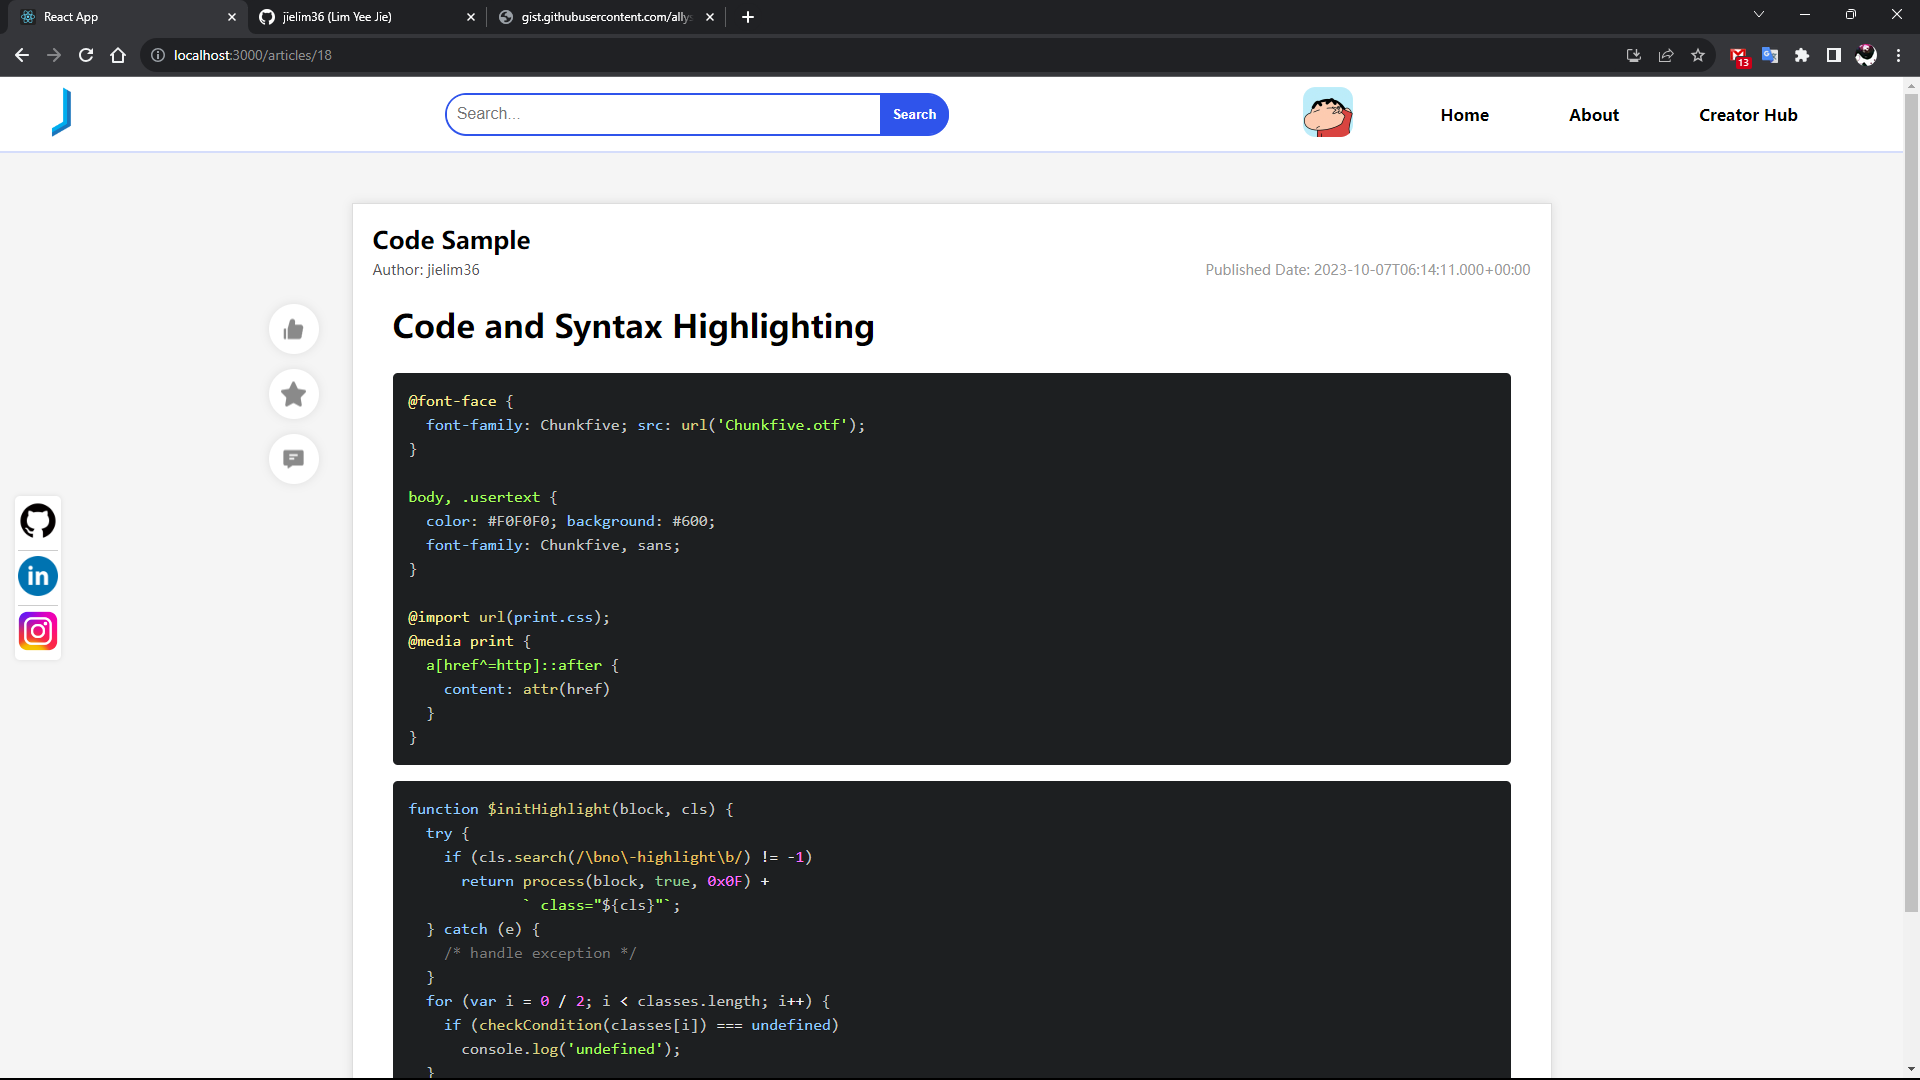 React App
jielim36 (Lim Yee Jie)
gist.githubusercontent.com/allys
localhost:3000/articles/18
13
Search...
Search
Home
About
Creator Hub
Code Sample
Author: jielim36
Published Date: 2023-10-07T06:14:11.000+00:00
Code and Syntax Highlighting
@font-face {
  font-family: Chunkfive; src: url('Chunkfive.otf');
}

body, .usertext {
  color: #F0F0F0; background: #600;
  font-family: Chunkfive, sans;
}

@import url(print.css);
@media print {
  a[href^=http]::after {
    content: attr(href)
  }
}
in
function $initHighlight(block, cls) {
  try {
    if (cls.search(/\bno\-highlight\b/) != -1)
      return process(block, true, 0x0F) +
             ` class="${cls}"`;
  } catch (e) {
    /* handle exception */
  }
  for (var i = 0 / 2; i < classes.length; i++) {
    if (checkCondition(classes[i]) === undefined)
      console.log('undefined');
  }